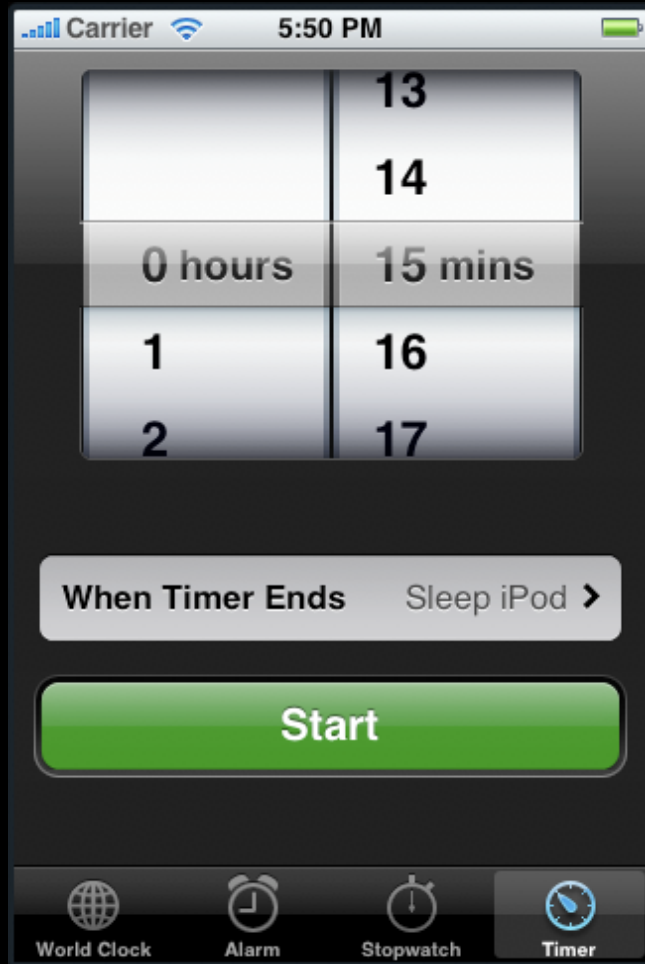 Carrier 5:50 PM
13
14
0 hours 15 mins
1 16
2 17
When Timer Ends Sleep iPod
Start
World Clock Alarm Stopwatch Timer